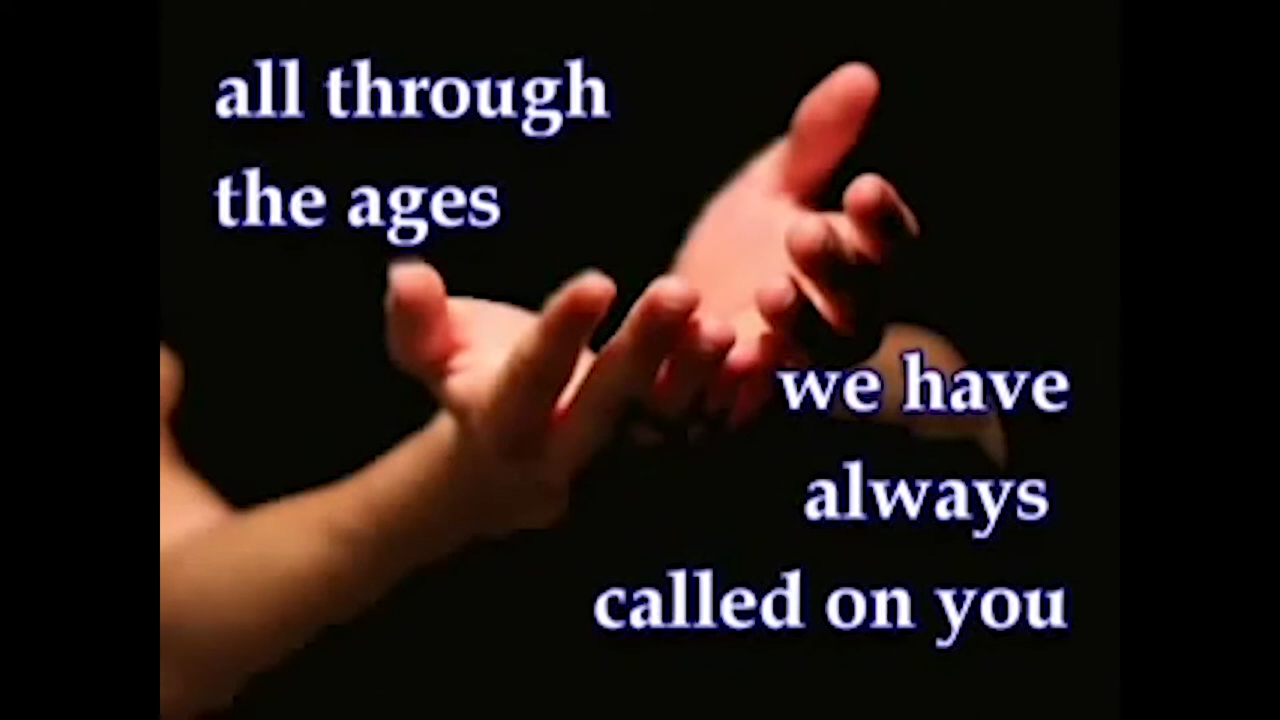 all through
the ages
we have
always
called on you